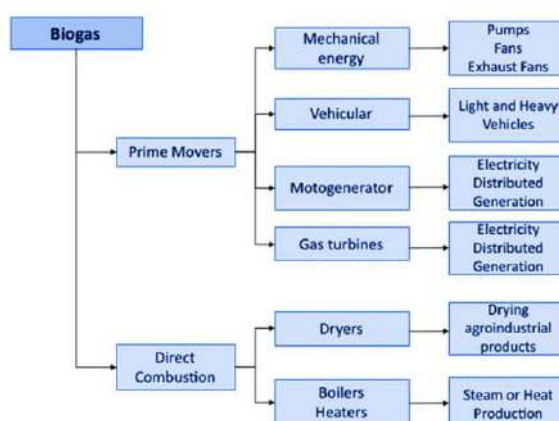 Biogas
Prime Movers
Mechanical
energy
Pumps
Fans
Exhaust Fans
Vehicular
Light and Heavy
Vehicles
Motogenerator
Electricity
Distributed
Generation
Gas turbines
Electricity
Distributed
Generation
Direct
Combustion
Dryers
Drying
agroindustrial
products
Boilers
Heaters
Steam or Heat
Production